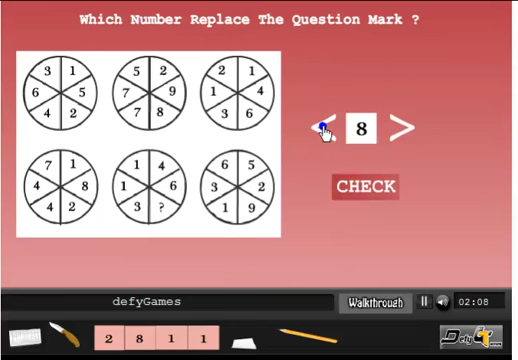 Which Number Replace The Question Mark ?
3 1 5 2 2 1
6 5 7 9 1 4
4 2 7 8 3 6
< 8 >
7 1 1 4 6 5
4 8 1 6 3 2
4 2 3 ? 1 9
CHECK
defyGames
Walkthrough
02:08
2 8 1 1